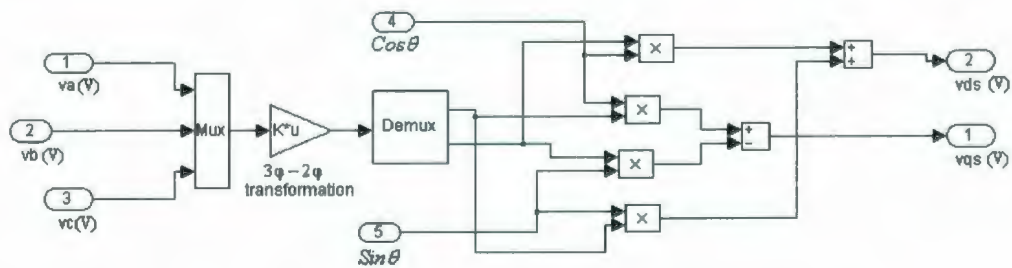 1
va(V)
2
vb (V)
3
vc(V)
Mux
K*u
3φ – 2φ
transformation
Demux
4
Cosθ
5
Sinθ
×
×
×
×
+
+
+
−
2
vds (V)
1
vqs (V)